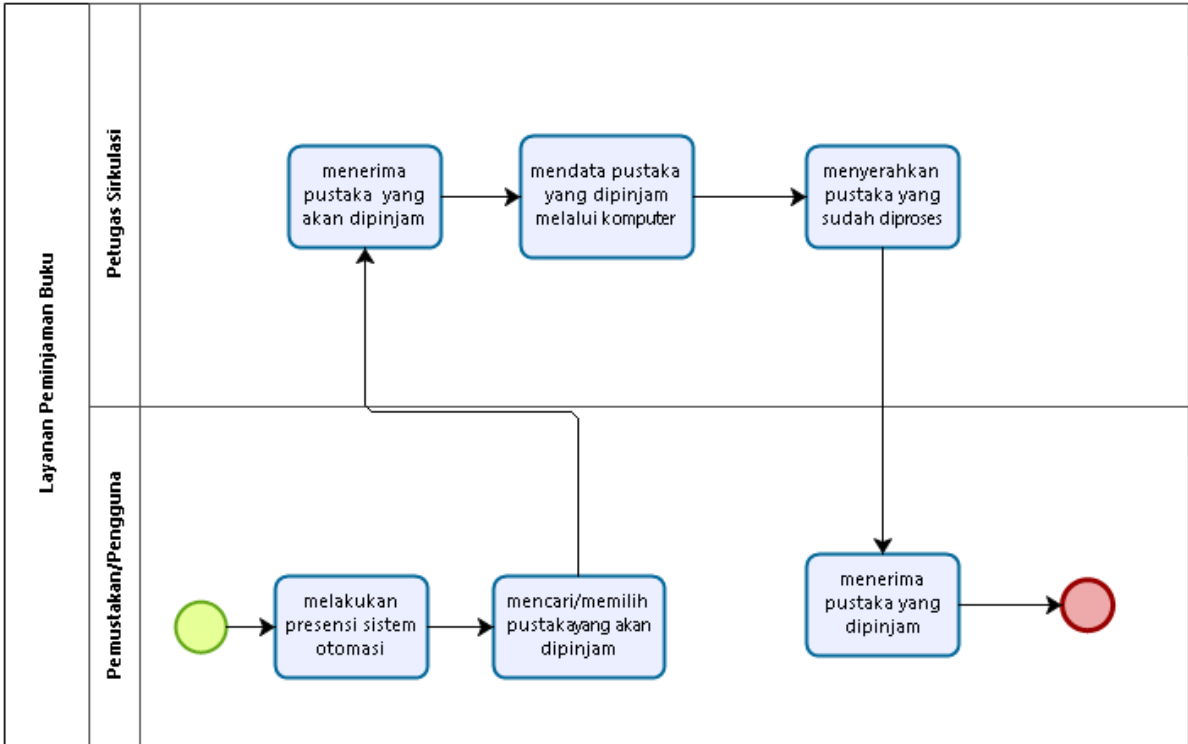 Layanan Peminjaman Buku
Petugas Sirkulasi
menerima
pustaka yang
akan dipinjam
mendata pustaka
yang dipinjam
melalui komputer
menyerahkan
pustaka yang
sudah diproses
Pemustakan/Pengguna
melakukan
presensi sistem
otomasi
mencari/memilih
pustakayang akan
dipinjam
menerima
pustaka yang
dipinjam